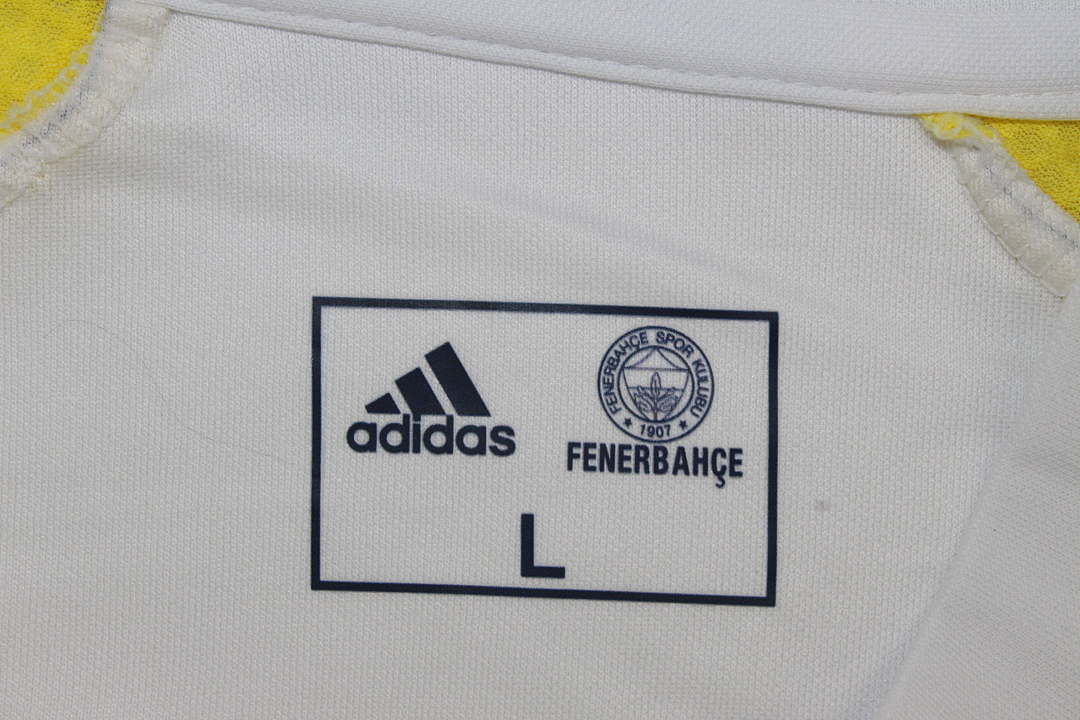 adidas
FENERBAHÇE SPOR KULÜBÜ
★ 1907 ★
FENERBAHÇE
L